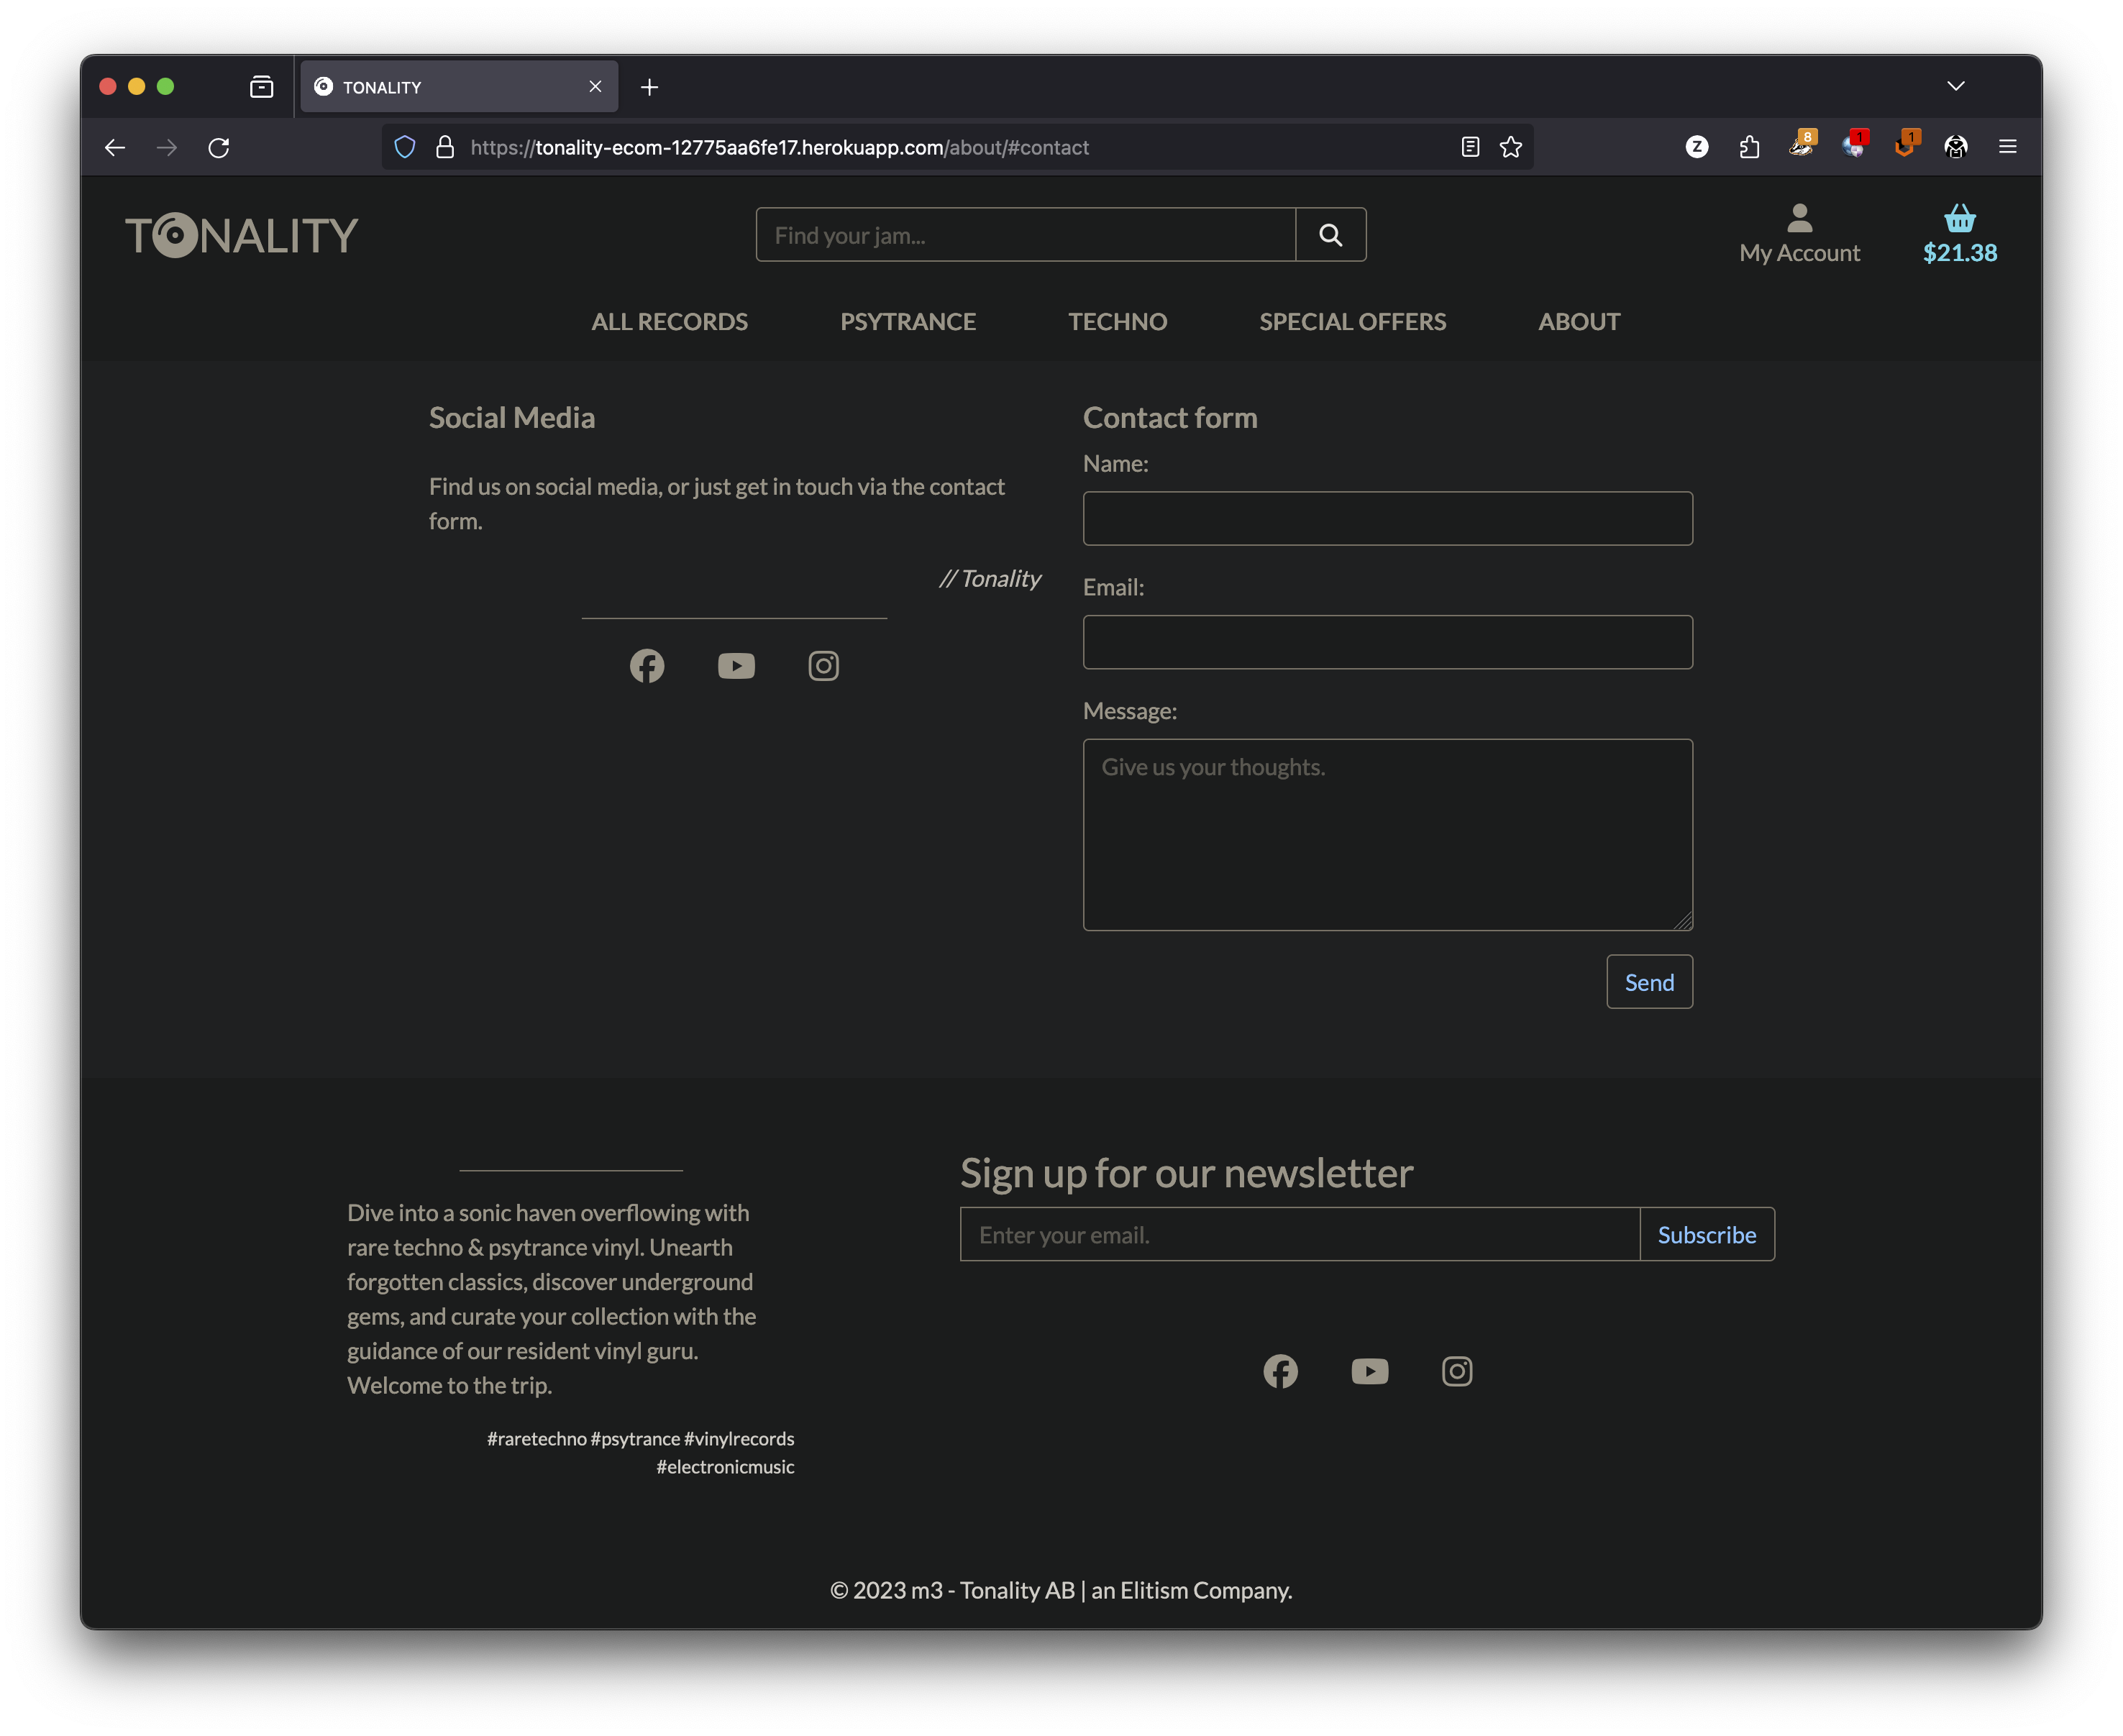 TONALITY
https://tonality-ecom-12775aa6fe17.herokuapp.com/about/#contact
Z
8
1
1
TONALITY
Find your jam...
My Account
$21.38
ALL RECORDS
PSYTRANCE
TECHNO
SPECIAL OFFERS
ABOUT
Social Media
Find us on social media, or just get in touch via the contact
form.
// Tonality
Contact form
Name:
Email:
Message:
Give us your thoughts.
Send
Dive into a sonic haven overflowing with
rare techno & psytrance vinyl. Unearth
forgotten classics, discover underground
gems, and curate your collection with the
guidance of our resident vinyl guru.
Welcome to the trip.
#raretechno #psytrance #vinylrecords
#electronicmusic
Sign up for our newsletter
Enter your email.
Subscribe
© 2023 m3 - Tonality AB | an Elitism Company.